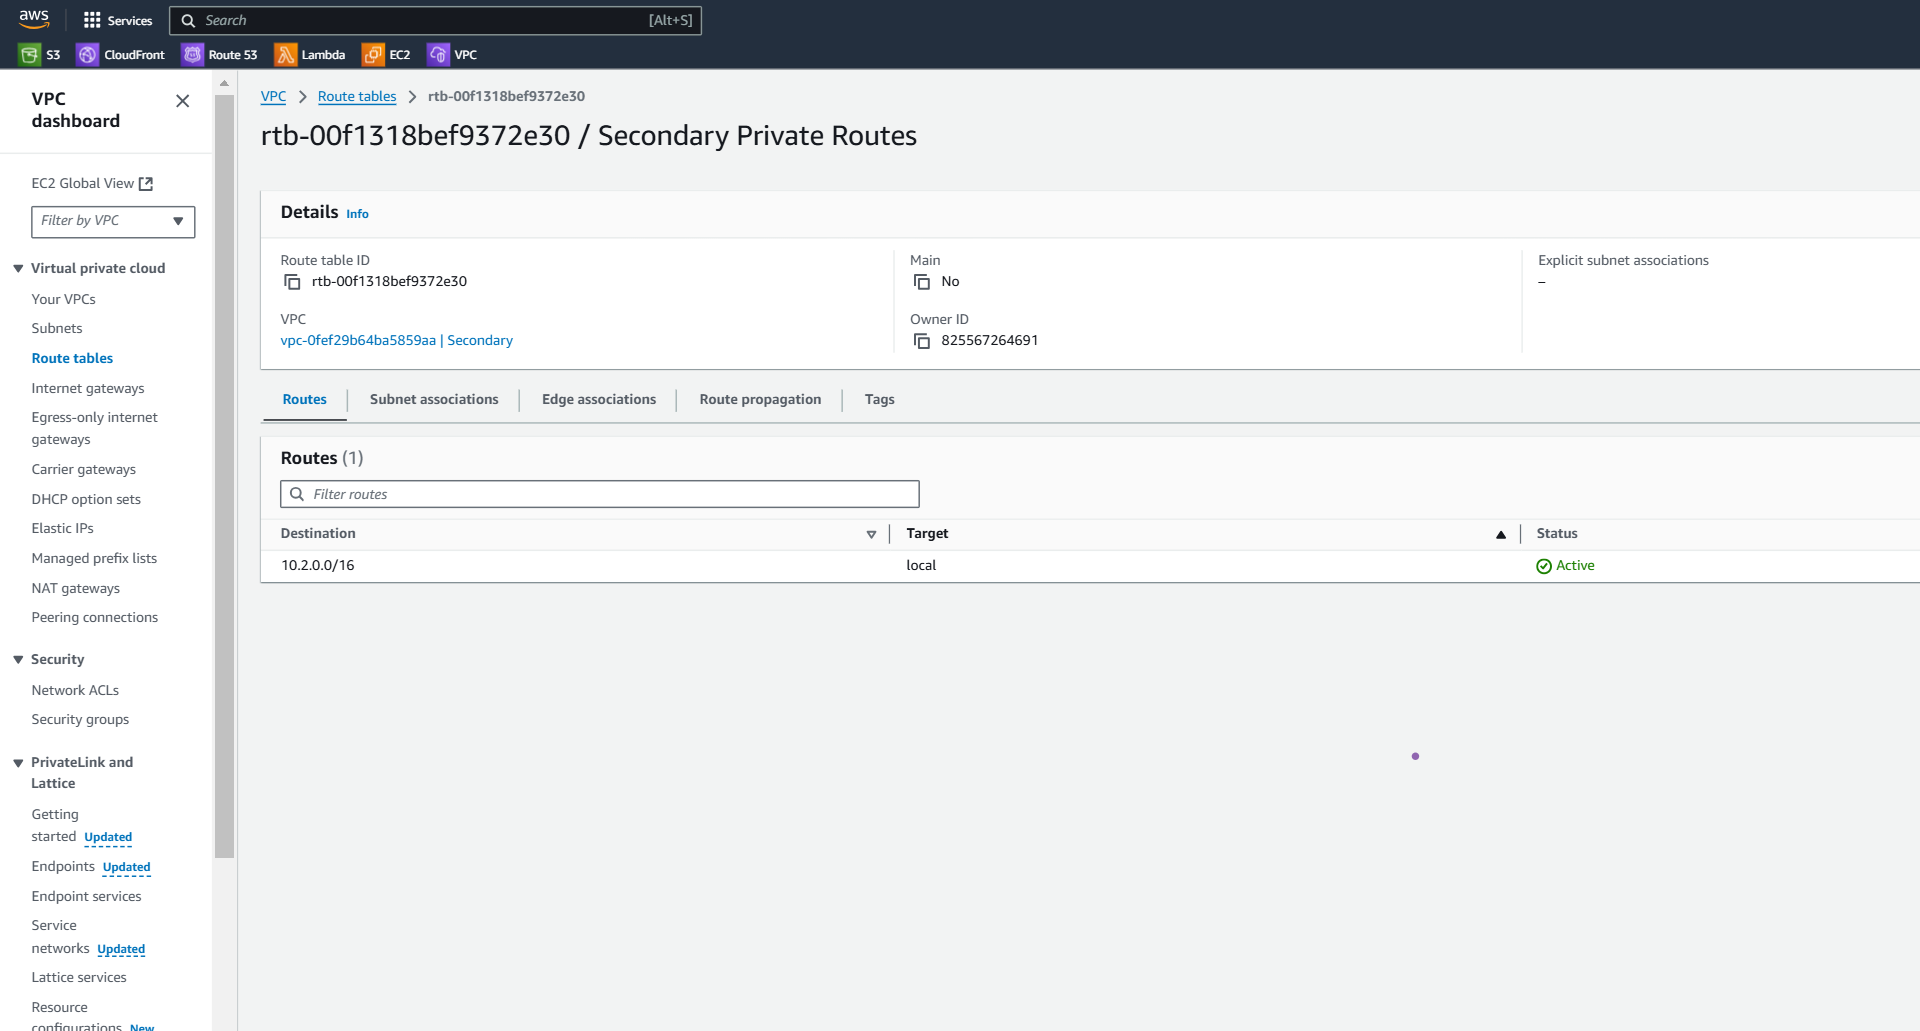 aws
Services
Search
[Alt+S]
S3
CloudFront
Route 53
Lambda
EC2
VPC
VPC
dashboard
EC2 Global View
Filter by VPC
Virtual private cloud
Your VPCs
Subnets
Route tables
Internet gateways
Egress-only internet
gateways
Carrier gateways
DHCP option sets
Elastic IPs
Managed prefix lists
NAT gateways
Peering connections
Security
Network ACLs
Security groups
PrivateLink and
Lattice
Getting
started Updated
Endpoints Updated
Endpoint services
Service
networks Updated
Lattice services
Resource
configurations New
VPC
Route tables
rtb-00f1318bef9372e30
rtb-00f1318bef9372e30 / Secondary Private Routes
Details Info
Route table ID
rtb-00f1318bef9372e30
VPC
vpc-0fef29b64ba5859aa | Secondary
Main
No
Owner ID
825567264691
Explicit subnet associations
–
Routes
Subnet associations
Edge associations
Route propagation
Tags
Routes (1)
Filter routes
Destination
Target
Status
10.2.0.0/16
local
Active